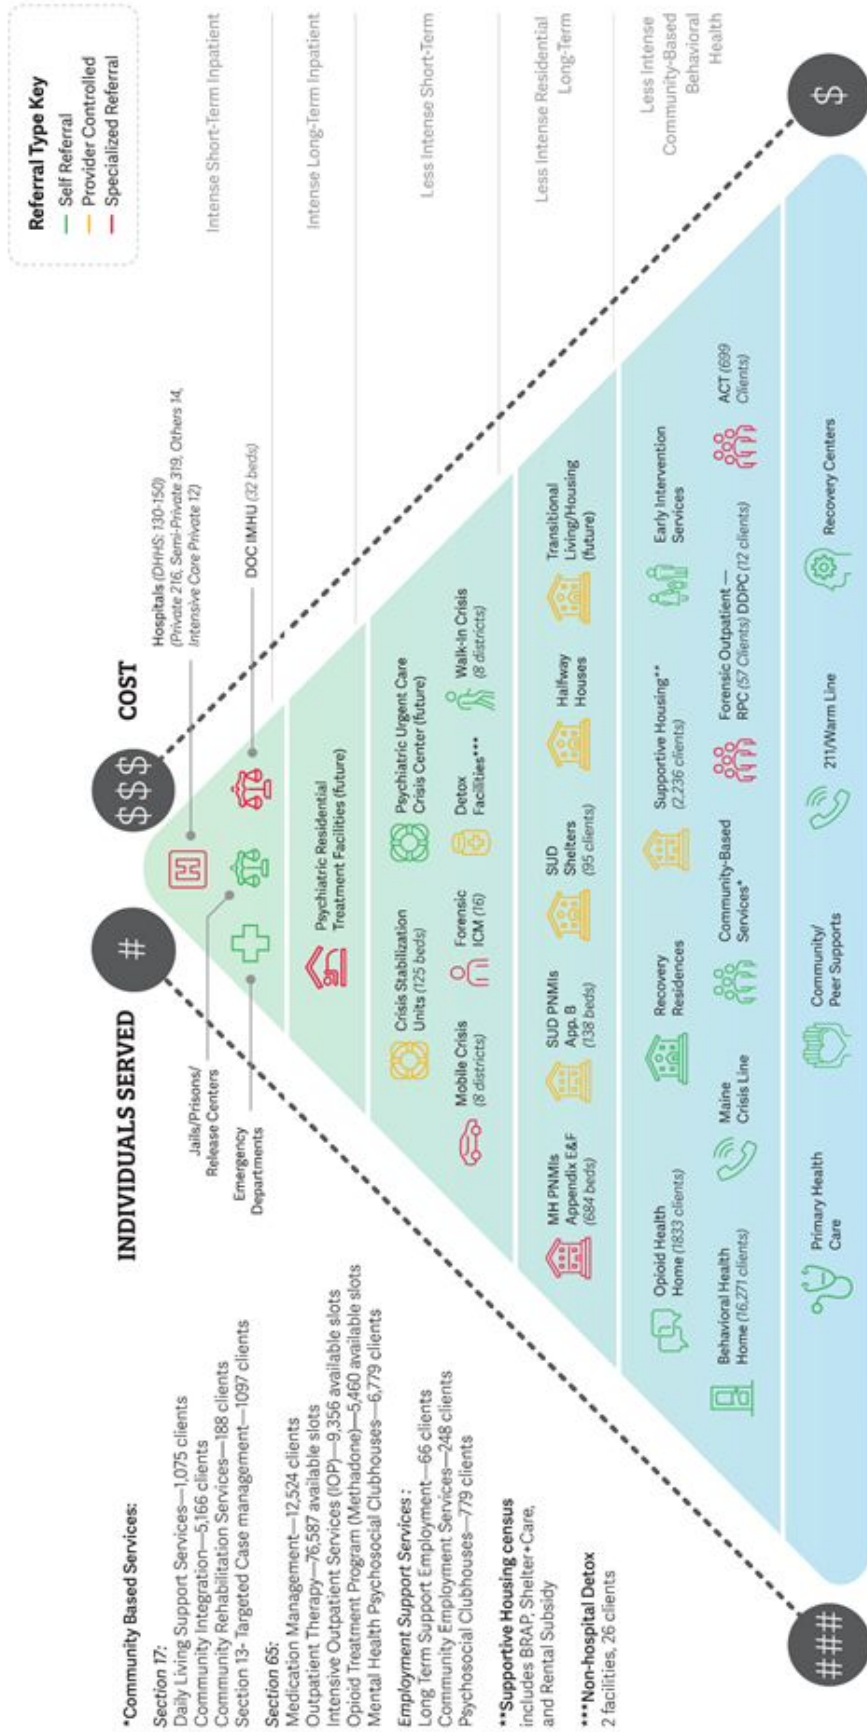 INDIVIDUALS SERVED
COST
#
$$$
Referral Type Key
Self Referral
Provider Controlled
Specialized Referral
Hospitals (DHHS: 130-150)
(Private 216, Semi-Private 319, Others 14,
Intensive Care Private 12)
DOC IMHU (32 beds)
Jails/Prisons/
Release Centers
Emergency
Departments
H
Intense Short-Term Inpatient
Psychiatric Residential
Treatment Facilities (future)
Intense Long-Term Inpatient
Crisis Stabilization
Units (125 beds)
Psychiatric Urgent Care
Crisis Center (future)
Mobile Crisis
(8 districts)
Forensic
ICM (16)
Detox
Facilities***
Walk-In Crisis
(8 districts)
Less Intense Short-Term
MH PNMIs
Appendix E&F
(684 beds)
SUD PNMIs
App. B
(138 beds)
SUD
Shelters
(95 clients)
Halfway
Houses
Transitional
Living/Housing
(future)
Less Intense Residential
Long-Term
Opioid Health
Home (1833 clients)
Recovery
Residences
Supportive Housing**
(2,236 clients)
Early Intervention
Services
Behavioral Health
Home (16,271 clients)
Maine
Crisis Line
Community-Based
Services*
Forensic Outpatient —
RPC (57 Clients) DDPC (12 clients)
ACT (699
Clients)
Less Intense
Community-Based
Behavioral
Health
Primary Health
Care
Community/
Peer Supports
211/Warm Line
Recovery Centers
###
$
*Community Based Services:
Section 17:
Daily Living Support Services—1,075 clients
Community Integration—5,166 clients
Community Rehabilitation Services—188 clients
Section 13- Targeted Case management—1097 clients
Section 65:
Medication Management—12,524 clients
Outpatient Therapy—76,587 available slots
Intensive Outpatient Services (IOP)—9,356 available slots
Opioid Treatment Program (Methadone)—5,460 available slots
Mental Health Psychosocial Clubhouses—6,779 clients
Employment Support Services :
Long Term Support Employment—66 clients
Community Employment Services—248 clients
Psychosocial Clubhouses—779 clients
**Supportive Housing census
includes BRAP, Shelter+Care,
and Rental Subsidy
***Non-hospital Detox
2 facilities, 26 clients